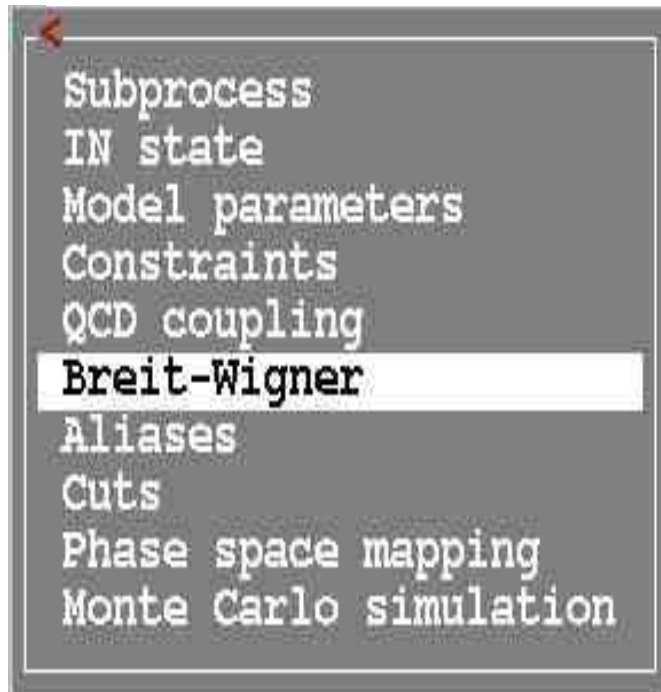 <
Subprocess
IN state
Model parameters
Constraints
QCD coupling
Breit-Wigner
Aliases
Cuts
Phase space mapping
Monte Carlo simulation